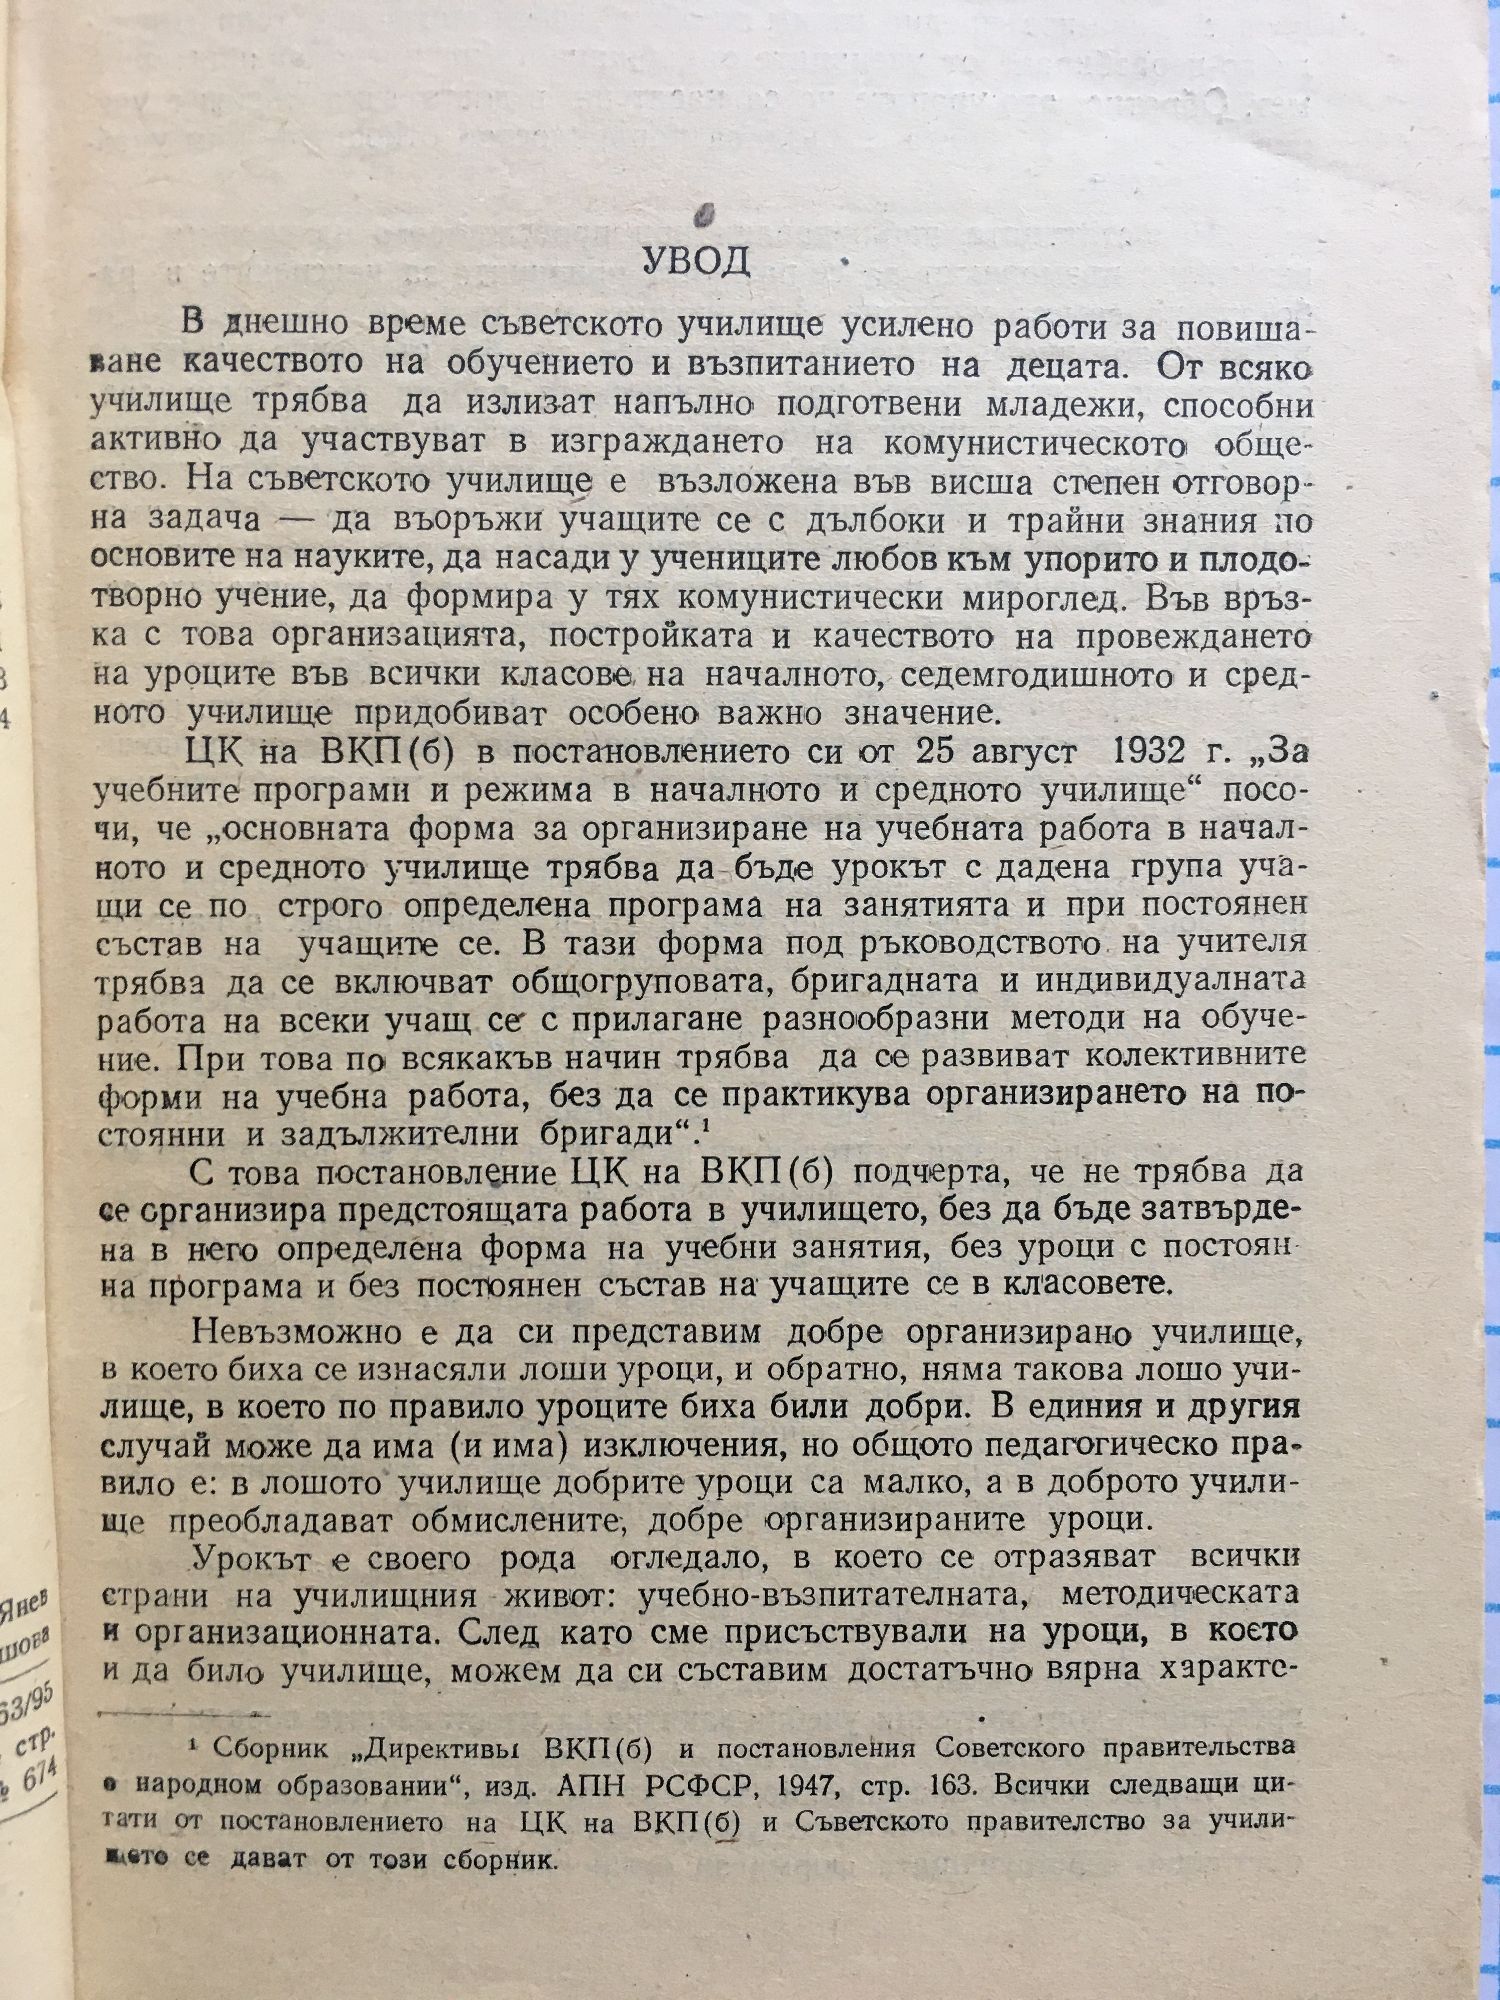 УВОД
В днешно време съветското училище усилено работи за повиша-
ване качеството на обучението и възпитанието на децата. От всяко
училище трябва да излизат напълно подготвени младежи, способни
активно да участвуват в изграждането на комунистическото обще-
ство. На съветското училище е възложена във висша степен отговор-
на задача — да въоръжи учащите се с дълбоки и трайни знания по
основите на науките, да насади у учениците любов към упорито и плодо-
творно учение, да формира у тях комунистически мироглед. Във връз-
ка с това организацията, постройката и качеството на провеждането
на уроците във всички класове на началното, седемгодишното и сред-
ното училище придобиват особено важно значение.
ЦК на ВКП(б) в постановлението си от 25 август 1932 г. „За
учебните програми и режима в началното и средното училище“ посо-
чи, че „основната форма за организиране на учебната работа в начал-
ното и средното училище трябва да бъде урокът с дадена група уча-
щи се по строго определена програма на занятията и при постоянен
състав на учащите се. В тази форма под ръководството на учителя
трябва да се включват общогруповата, бригадната и индивидуалната
работа на всеки учащ се с прилагане разнообразни методи на обуче-
ние. При това по всякакъв начин трябва да се развиват колективните
форми на учебна работа, без да се практикува организирането на по-
стоянни и задължителни бригади“.¹
С това постановление ЦК на ВКП(б) подчерта, че не трябва да
се организира предстоящата работа в училището, без да бъде затвърде-
на в него определена форма на учебни занятия, без уроци с постоян-
на програма и без постоянен състав на учащите се в класовете.
Невъзможно е да си представим добре организирано училище,
в което биха се изнасяли лоши уроци, и обратно, няма такова лошо учи-
лище, в което по правило уроците биха били добри. В единия и другия
случай може да има (и има) изключения, но общото педагогическо пра-
вило е: в лошото училище добрите уроци са малко, а в доброто учили-
ще преобладават обмислените, добре организираните уроци.
Урокът е своего рода огледало, в което се отразяват всички
страни на училищния живот: учебно-възпитателната, методическата
и организационната. След като сме присъствували на уроци, в което
и да било училище, можем да си съставим достатъчно вярна характе-
¹ Сборник „Директивы ВКП(б) и постановления Советского правительства
о народном образовании“, изд. АПН РСФСР, 1947, стр. 163. Всички следващи ци-
тати от постановлението на ЦК на ВКП(б) и Съветското правителство за учили-
щето се дават от този сборник.
Янев
шова
63/95
стр.
№ 674